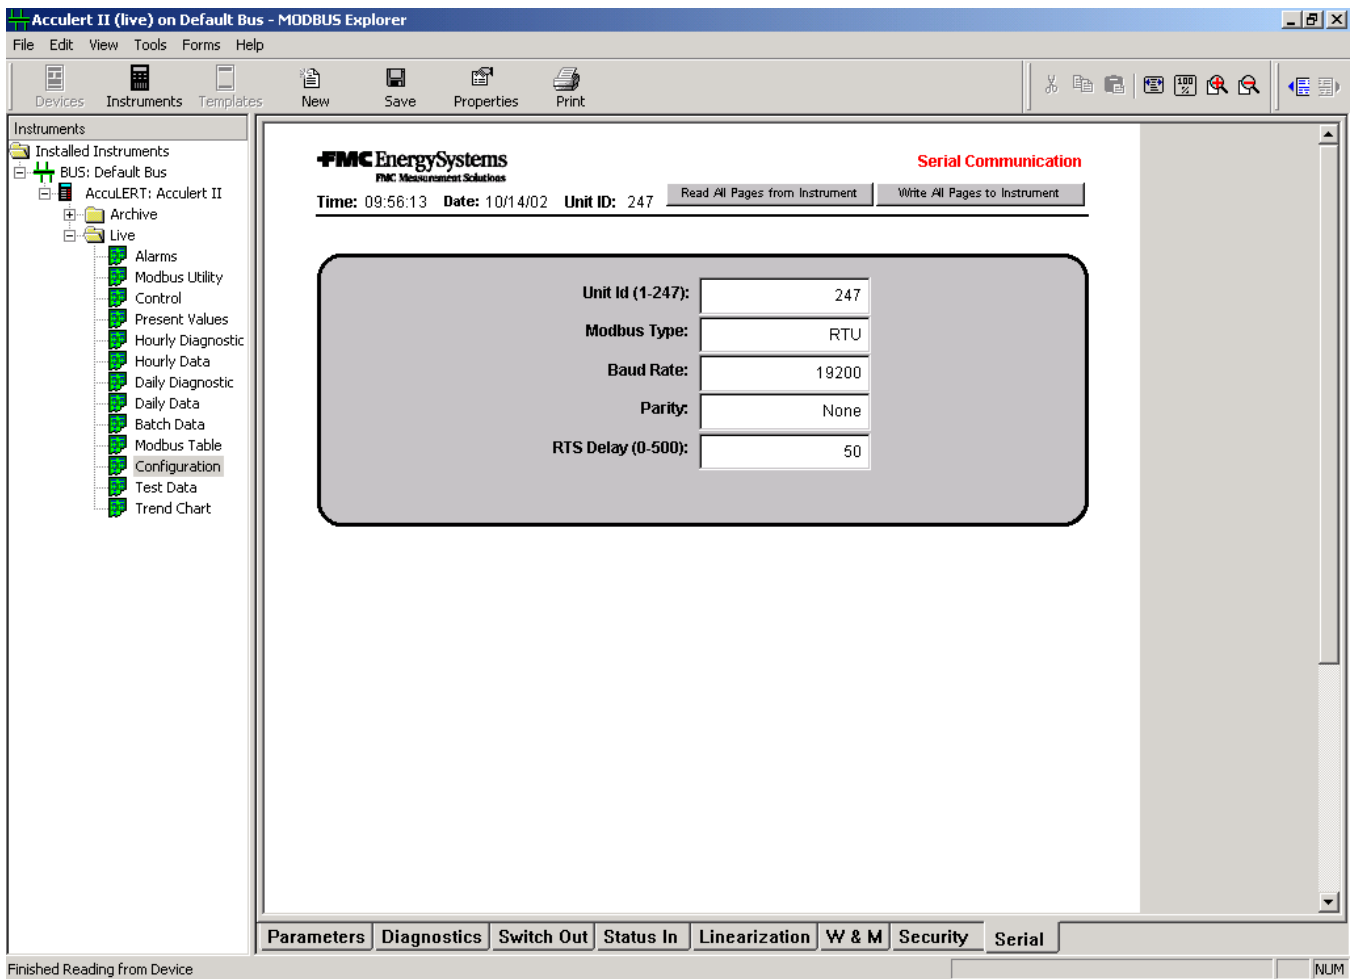 Acculert II (live) on Default Bus - MODBUS Explorer
File Edit View Tools Forms Help
Devices Instruments Templates New Save Properties Print
100 %
Instruments
Installed Instruments
BUS: Default Bus
AccuLERT: Acculert II
Archive
Live
Alarms
Modbus Utility
Control
Present Values
Hourly Diagnostic
Hourly Data
Daily Diagnostic
Daily Data
Batch Data
Modbus Table
Configuration
Test Data
Trend Chart
FMC EnergySystems
FMC Measurement Solutions
Serial Communication
Time: 09:56:13 Date: 10/14/02 Unit ID: 247 Read All Pages from Instrument Write All Pages to Instrument
Unit Id (1-247): 247
Modbus Type: RTU
Baud Rate: 19200
Parity: None
RTS Delay (0-500): 50
Parameters Diagnostics Switch Out Status In Linearization W & M Security Serial
Finished Reading from Device NUM